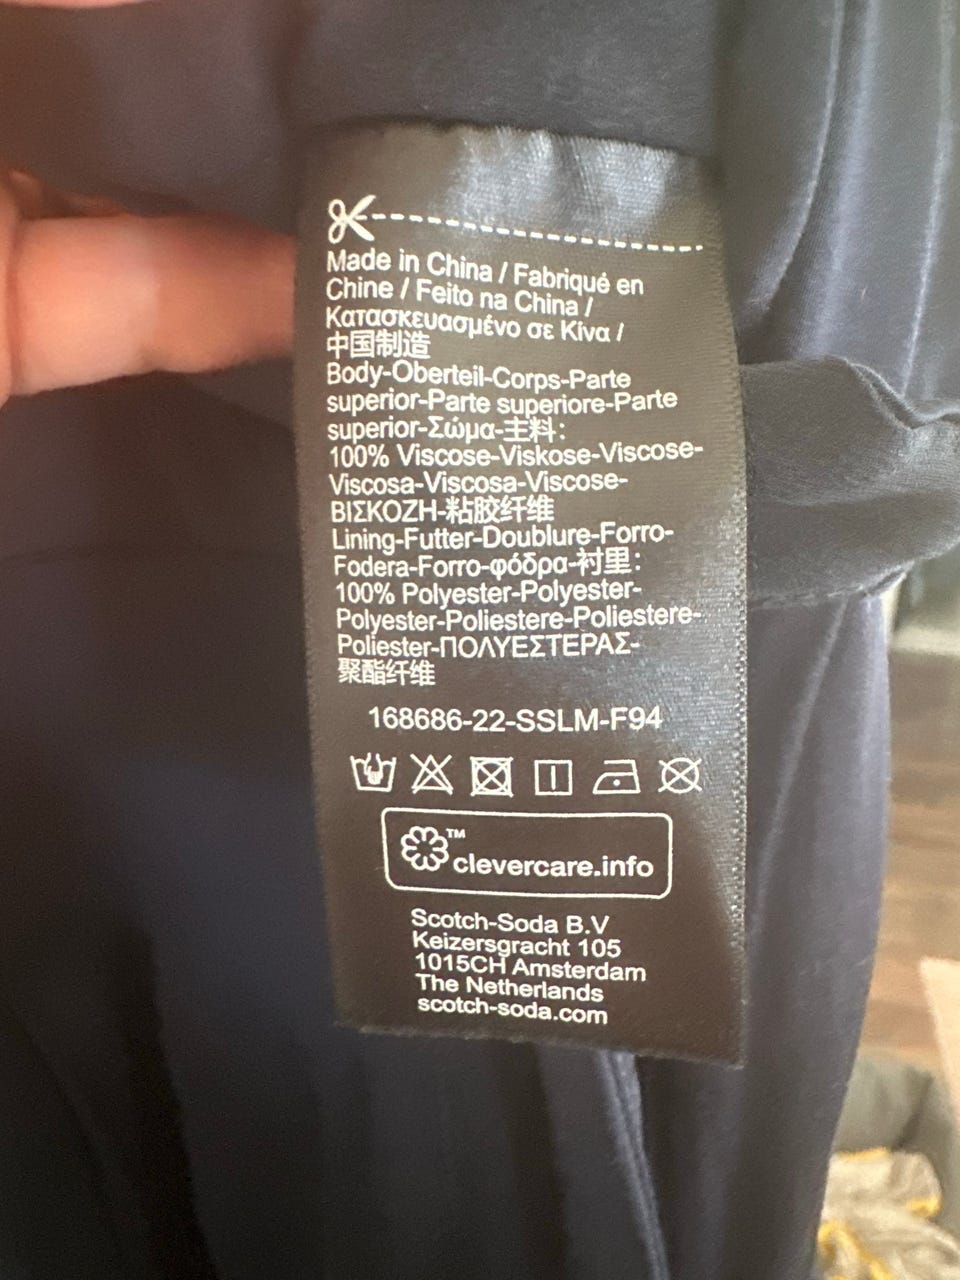 Made in China / Fabriqué en
Chine / Feito na China /
Κατασκευασμένο σε Κίνα /
中国制造
Body-Oberteil-Corps-Parte
superior-Parte superiore-Parte
superior-Σώμα-主料:
100% Viscose-Viskose-Viscose-
Viscosa-Viscosa-Viscose-
ΒΙΣΚΟΖΗ-粘胶纤维
Lining-Futter-Doublure-Forro-
Fodera-Forro-φόδρα-衬里:
100% Polyester-Polyester-
Polyester-Poliestere-Poliestere-
Poliester-ΠΟΛΥΕΣΤΕΡΑΣ-
聚酯纤维
168686-22-SSLM-F94
™
clevercare.info
Scotch-Soda B.V
Keizersgracht 105
1015CH Amsterdam
The Netherlands
scotch-soda.com